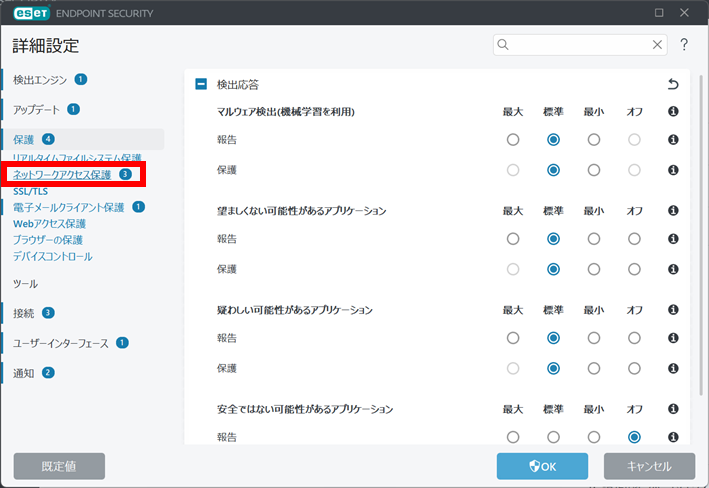 eset ENDPOINT SECURITY
詳細設定
?
検出エンジン 1
アップデート 1
保護 4
リアルタイムファイルシステム保護
ネットワークアクセス保護 3
SSL/TLS
電子メールクライアント保護 1
Webアクセス保護
ブラウザーの保護
デバイスコントロール
ツール
接続 3
ユーザーインターフェース 1
通知 2
検出応答
マルウェア検出(機械学習を利用) 最大 標準 最小 オフ
報告
保護
望ましくない可能性があるアプリケーション 最大 標準 最小 オフ
報告
保護
疑わしい可能性があるアプリケーション 最大 標準 最小 オフ
報告
保護
安全ではない可能性があるアプリケーション 最大 標準 最小 オフ
報告
既定値
OK
キャンセル